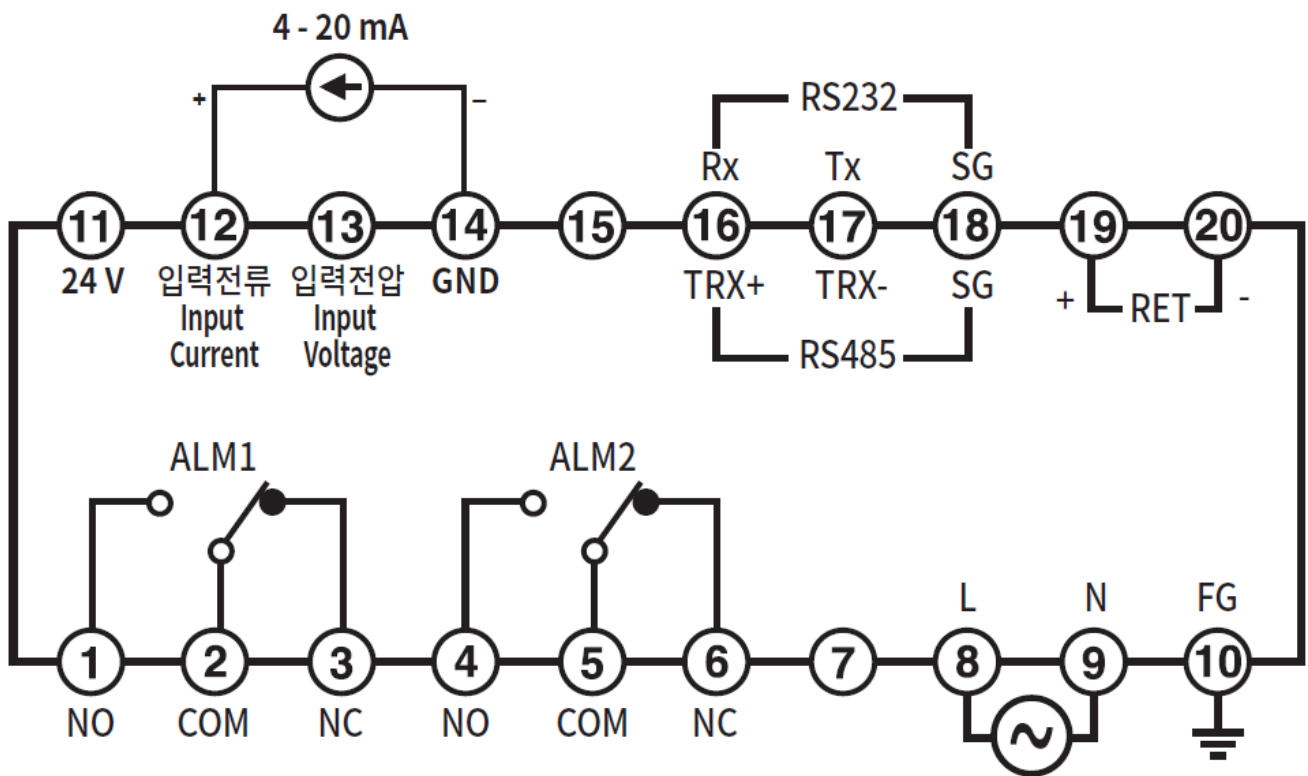 4 - 20 mA
+ –
RS232
Rx Tx SG
11 12 13 14 15 16 17 18 19 20
24 V 입력전류 입력전압 GND TRX+ TRX- SG
Input Input
Current Voltage
+ RET -
RS485
ALM1 ALM2
L N FG
1 2 3 4 5 6 7 8 9 10
NO COM NC NO COM NC